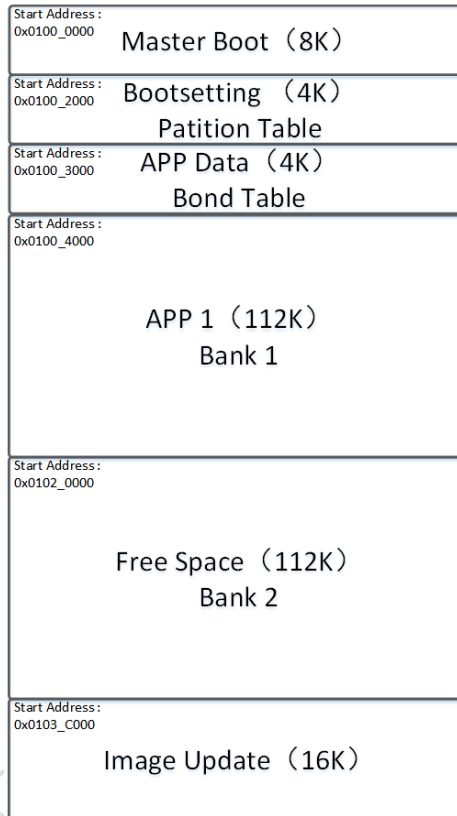 Start Address:
0x0100_0000
Master Boot（8K）
Start Address:
0x0100_2000
Bootsetting （4K）
Patition Table
Start Address:
0x0100_3000
APP Data（4K）
Bond Table
Start Address:
0x0100_4000
APP 1（112K）
Bank 1
Start Address:
0x0102_0000
Free Space（112K）
Bank 2
Start Address:
0x0103_C000
Image Update（16K）